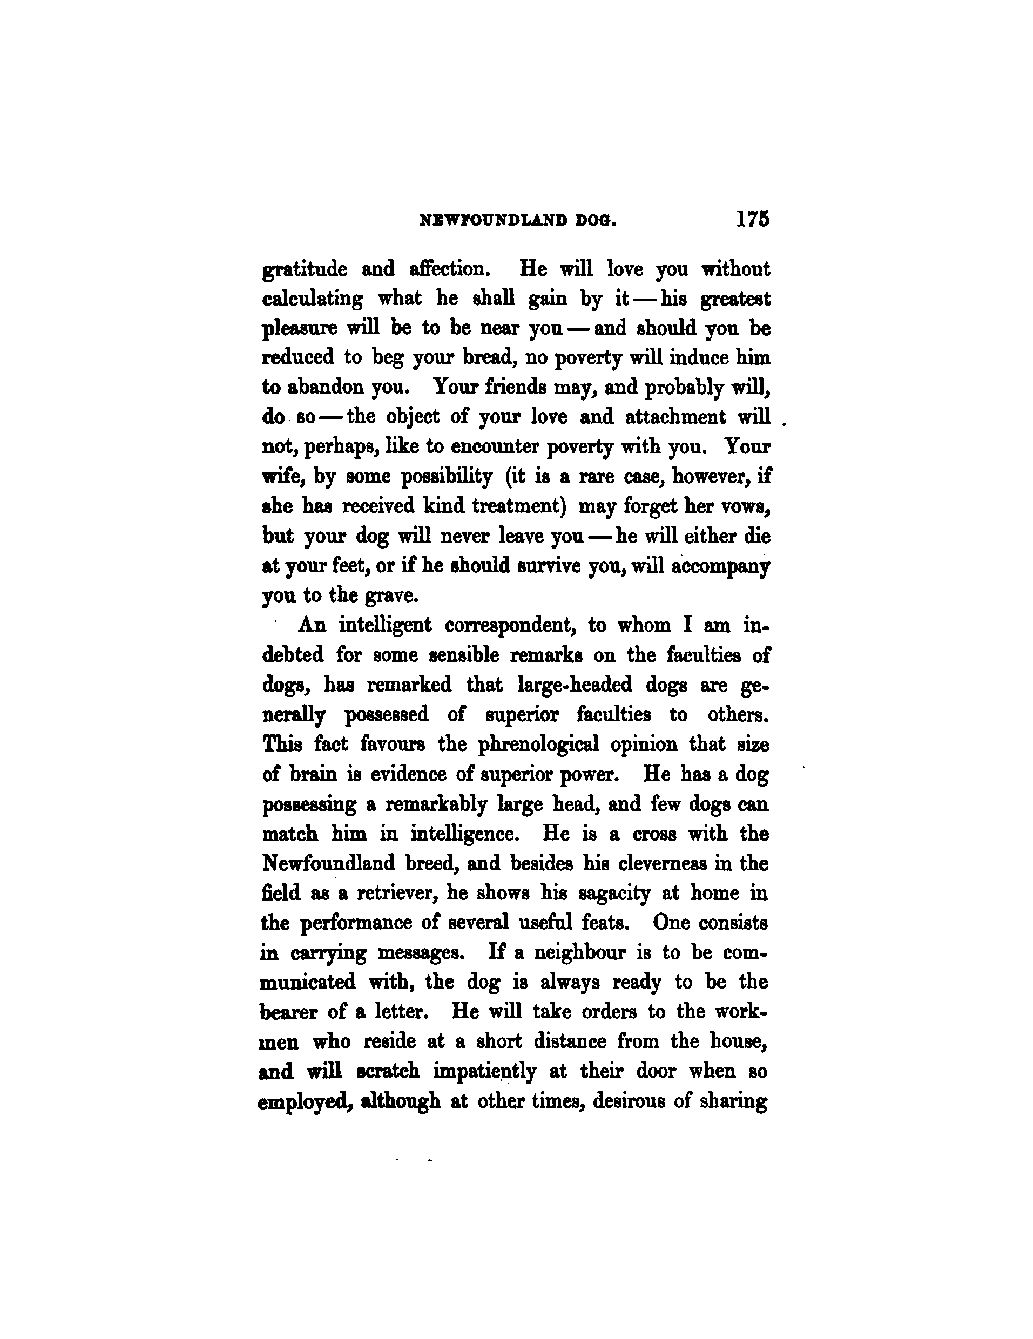 NEWFOUNDLAND DOG. 175
gratitude and affection. He will love you without
calculating what he shall gain by it — his greatest
pleasure will be to be near you — and should you be
reduced to beg your bread, no poverty will induce him
to abandon you. Your friends may, and probably will,
do so — the object of your love and attachment will
not, perhaps, like to encounter poverty with you. Your
wife, by some possibility (it is a rare case, however, if
she has received kind treatment) may forget her vows,
but your dog will never leave you — he will either die
at your feet, or if he should survive you, will accompany
you to the grave.
An intelligent correspondent, to whom I am in-
debted for some sensible remarks on the faculties of
dogs, has remarked that large-headed dogs are ge-
nerally possessed of superior faculties to others.
This fact favours the phrenological opinion that size
of brain is evidence of superior power. He has a dog
possessing a remarkably large head, and few dogs can
match him in intelligence. He is a cross with the
Newfoundland breed, and besides his cleverness in the
field as a retriever, he shows his sagacity at home in
the performance of several useful feats. One consists
in carrying messages. If a neighbour is to be com-
municated with, the dog is always ready to be the
bearer of a letter. He will take orders to the work-
men who reside at a short distance from the house,
and will scratch impatiently at their door when so
employed, although at other times, desirous of sharing